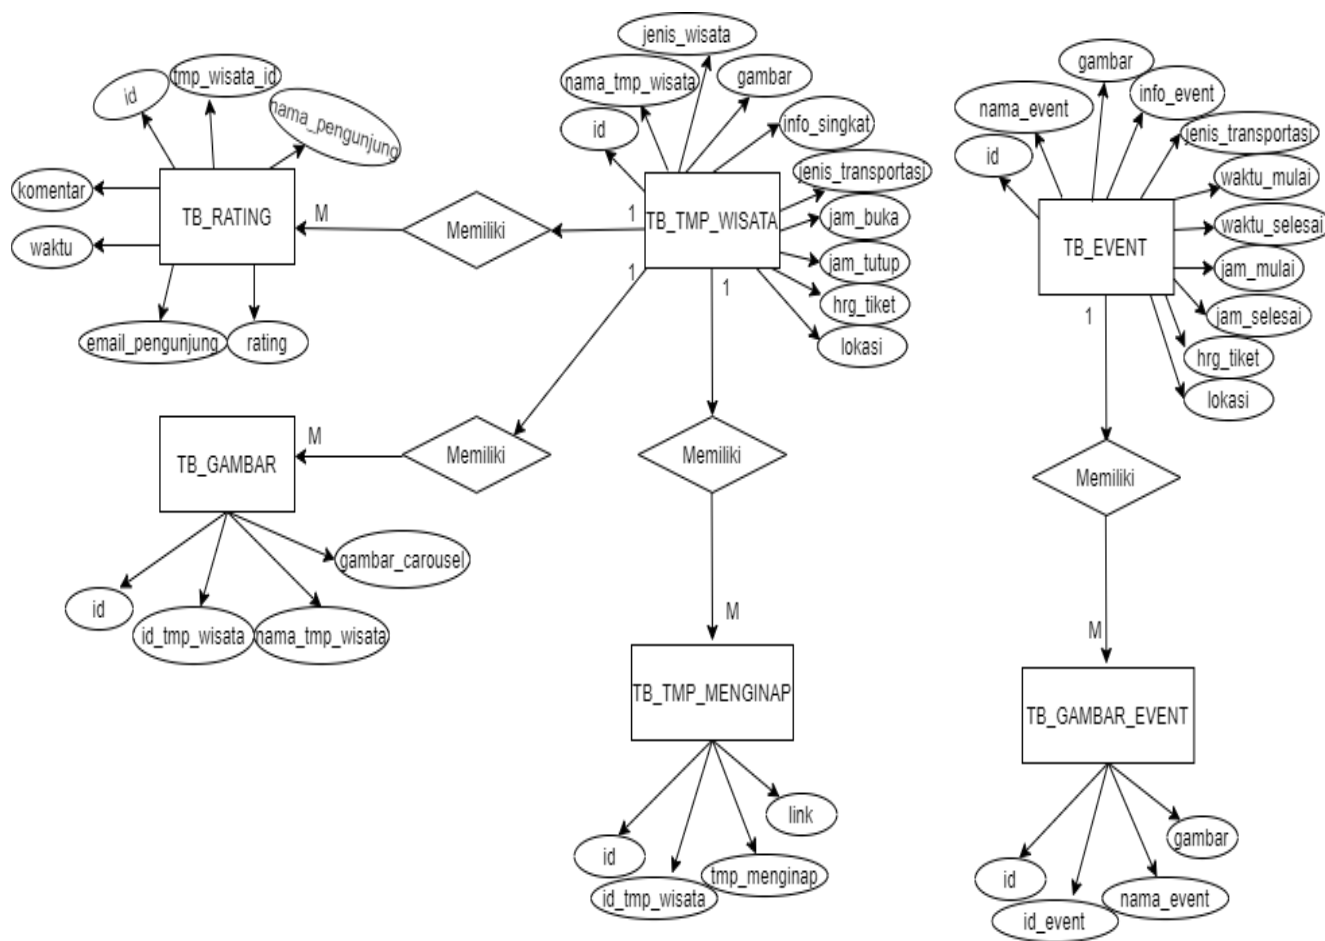 jenis_wisata
gambar
tmp_wisata_id
nama_tmp_wisata
gambar
info_event
id
nama_event
nama_pengunjung
id
info_singkat
jenis_transportasi
id
jenis_transportasi
komentar
waktu_mulai
TB_RATING
M
Memiliki
1
TB_TMP_WISATA
jam_buka
waktu_selesai
waktu
TB_EVENT
jam_tutup
jam_mulai
1
1
hrg_tiket
1
jam_selesai
email_pengunjung
rating
lokasi
hrg_tiket
lokasi
M
TB_GAMBAR
Memiliki
Memiliki
Memiliki
gambar_carousel
id
id_tmp_wisata
nama_tmp_wisata
M
M
TB_TMP_MENGINAP
TB_GAMBAR_EVENT
link
gambar
id
tmp_menginap
id
id_tmp_wisata
nama_event
id_event